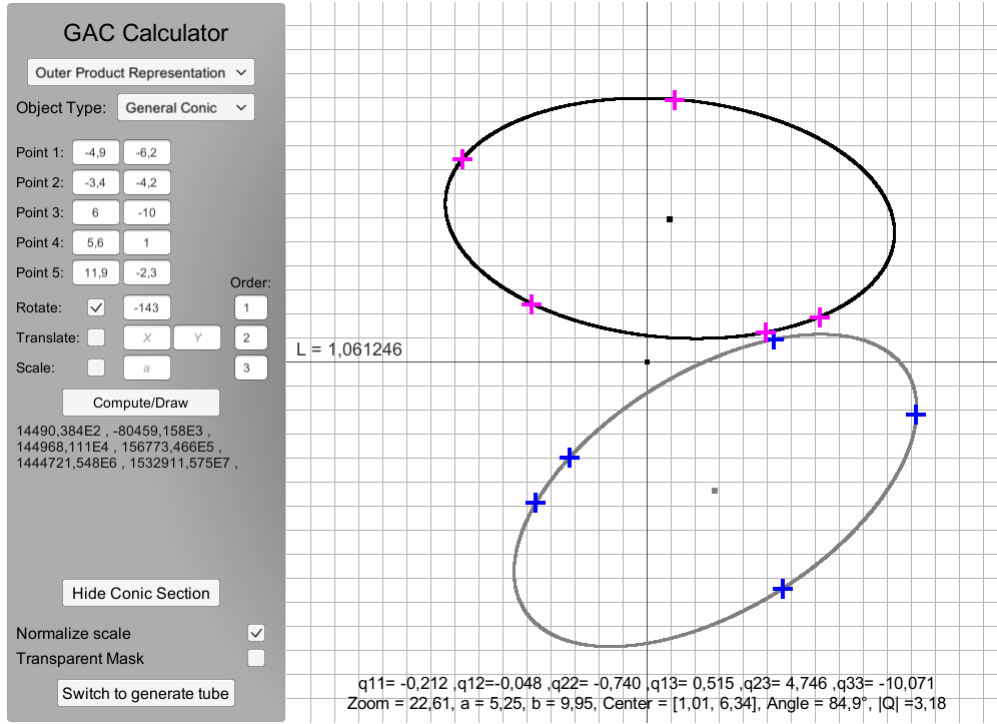 GAC Calculator
Outer Product Representation
Object Type: General Conic
Point 1: -4,9 -6,2
Point 2: -3,4 -4,2
Point 3: 6 -10
Point 4: 5,6 1
Point 5: 11,9 -2,3
Order:
Rotate: -143 1
Translate: X Y 2
Scale: a 3
Compute/Draw
14490,384E2 , -80459,158E3 ,
144968,111E4 , 156773,466E5 ,
1444721,548E6 , 1532911,575E7 ,
Hide Conic Section
Normalize scale
Transparent Mask
Switch to generate tube
L = 1,061246
q11= -0,212 ,q12=-0,048 ,q22= -0,740 ,q13= 0,515 ,q23= 4,746 ,q33= -10,071
Zoom = 22,61, a = 5,25, b = 9,95, Center = [1,01, 6,34], Angle = 84,9°, |Q| =3,18